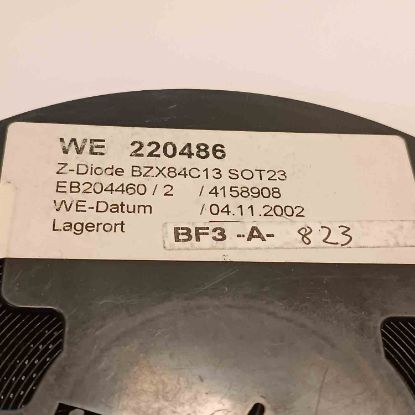 WE 220486
Z-Diode BZX84C13 SOT23
EB204460 / 2 / 4158908
WE-Datum / 04.11.2002
Lagerort BF3 -A- 823